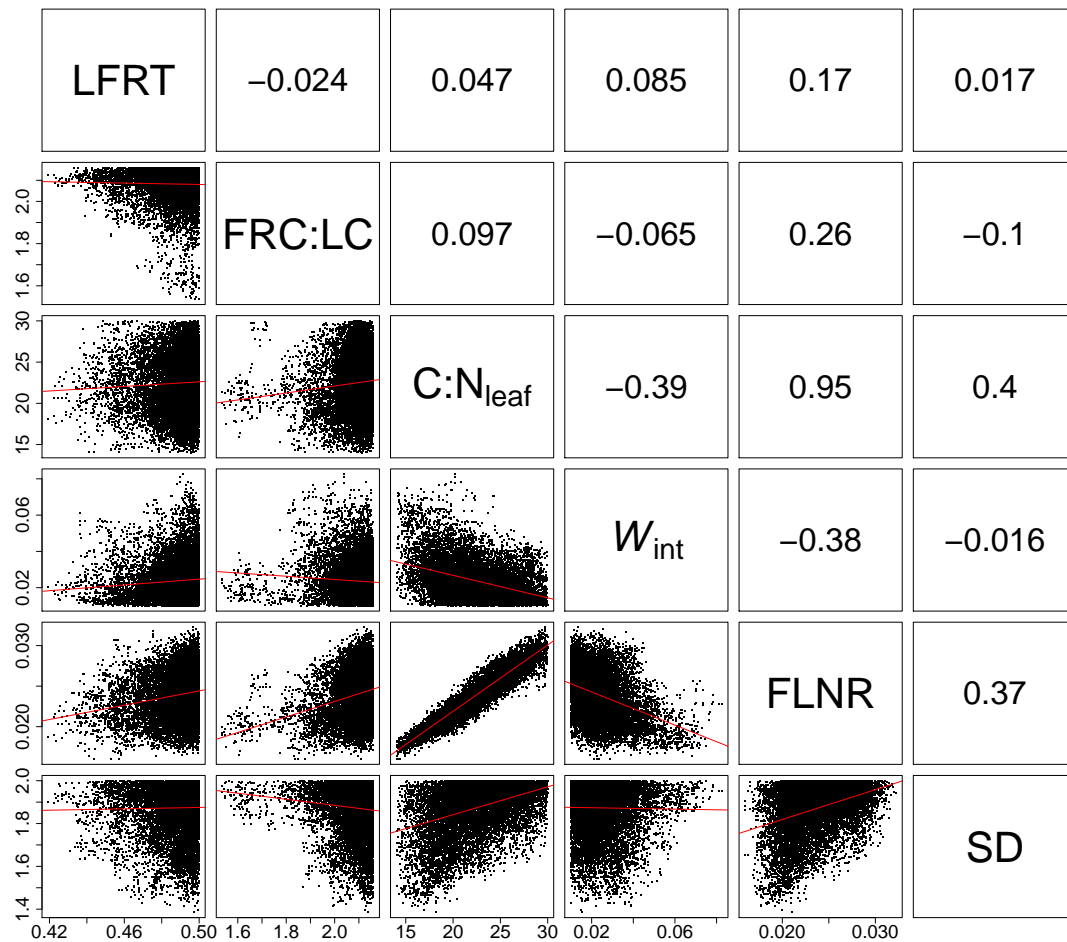 LFRT −0.024 0.047 0.085 0.17 0.017
1.6 1.8 2.0
FRC:LC 0.097 −0.065 0.26 −0.1
15 20 25 30
C:Nleaf −0.39 0.95 0.4
0.02 0.06
Wint −0.38 −0.016
0.020 0.030
FLNR 0.37
1.4 1.6 1.8 2.0
SD
0.42 0.46 0.50 1.6 1.8 2.0 15 20 25 30 0.02 0.06 0.020 0.030